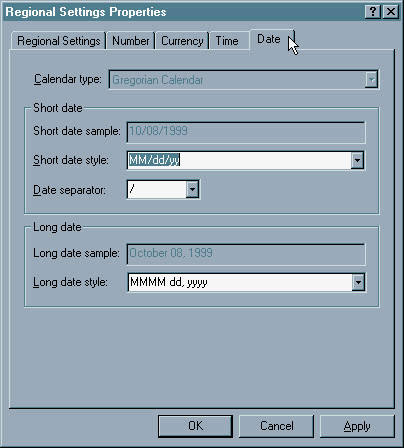 Regional Settings Properties
Regional Settings Number Currency Time Date
Calendar type: Gregorian Calendar
Short date
Short date sample: 10/08/1999
Short date style: MM/dd/yy
Date separator: /
Long date
Long date sample: October 08, 1999
Long date style: MMMM dd, yyyy
OK Cancel Apply